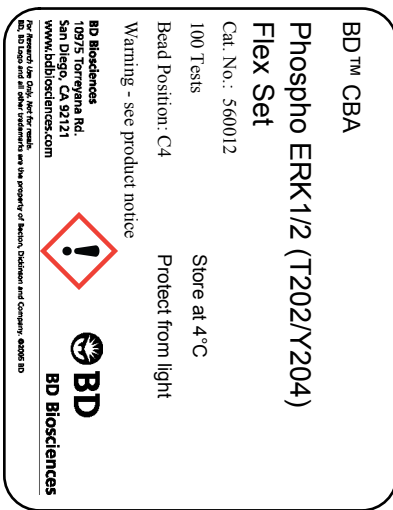 BD™ CBA
Phospho ERK1/2 (T202/Y204)
Flex Set
Cat. No.: 560012
100 Tests
Store at 4°C
Bead Position: C4
Protect from light
Warning - see product notice
BD Biosciences
10975 Torreyana Rd.
San Diego, CA 92121
www.bdbiosciences.com
BD
BD Biosciences
For Research Use Only. Not for resale.
BD, BD Logo and all other trademarks are the property of Becton, Dickinson and Company. ©2005 BD